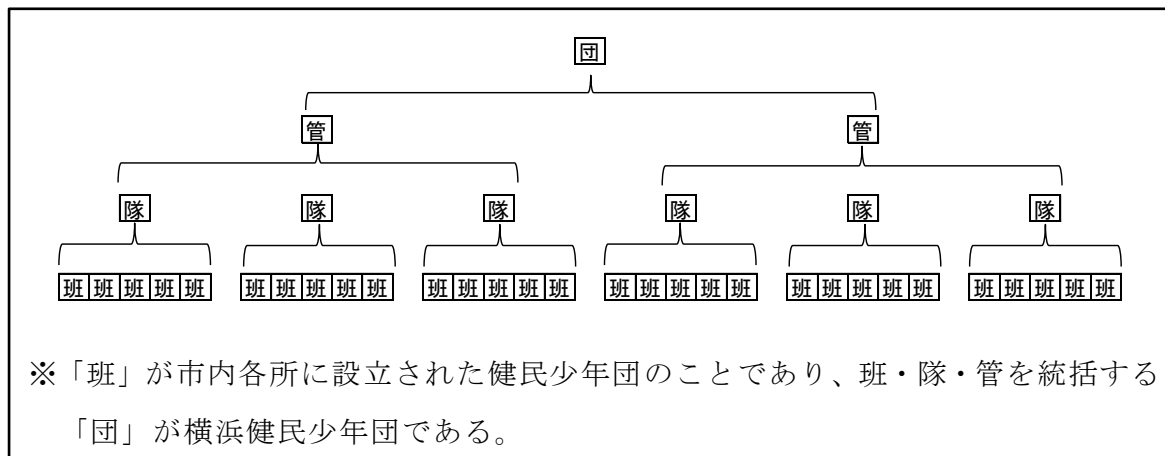 団
管 管
隊 隊 隊 隊 隊 隊
班班班班班 班班班班班 班班班班班 班班班班班 班班班班班 班班班班班
※「班」が市内各所に設立された健民少年団のことであり、班・隊・管を統括する
「団」が横浜健民少年団である。